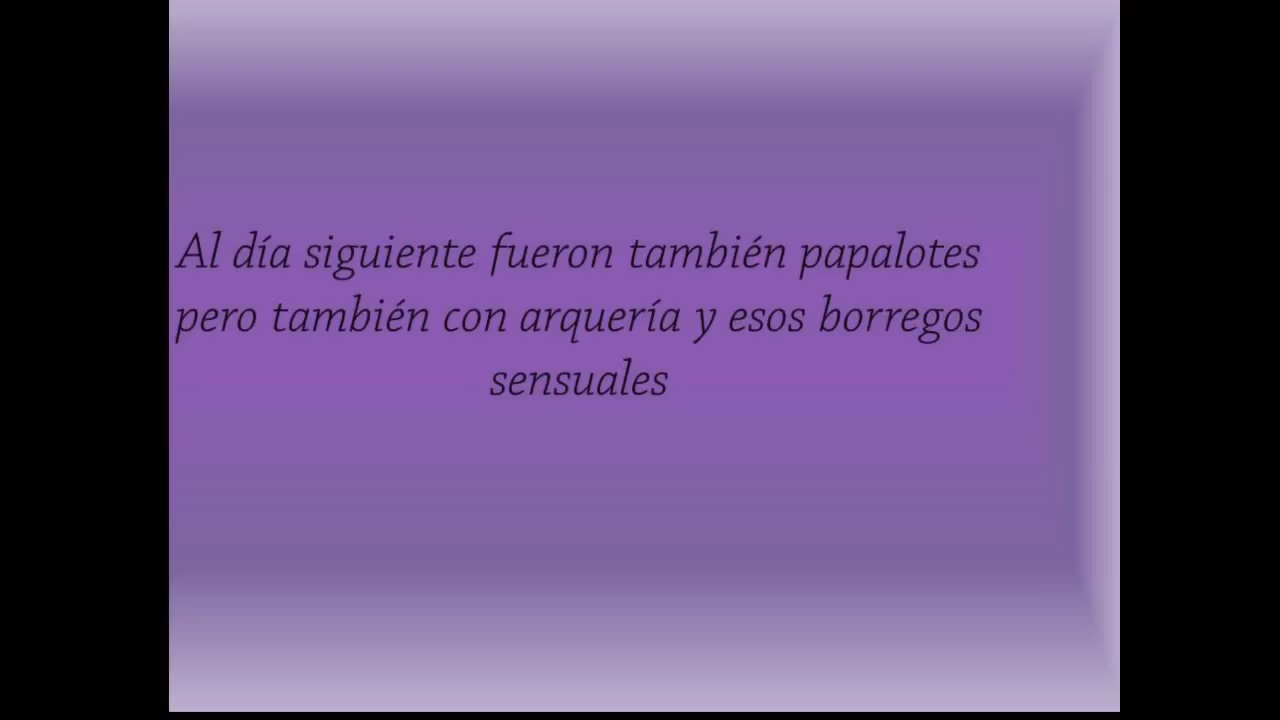 Al día siguiente fueron también papalotes
pero también con arquería y esos borregos
sensuales